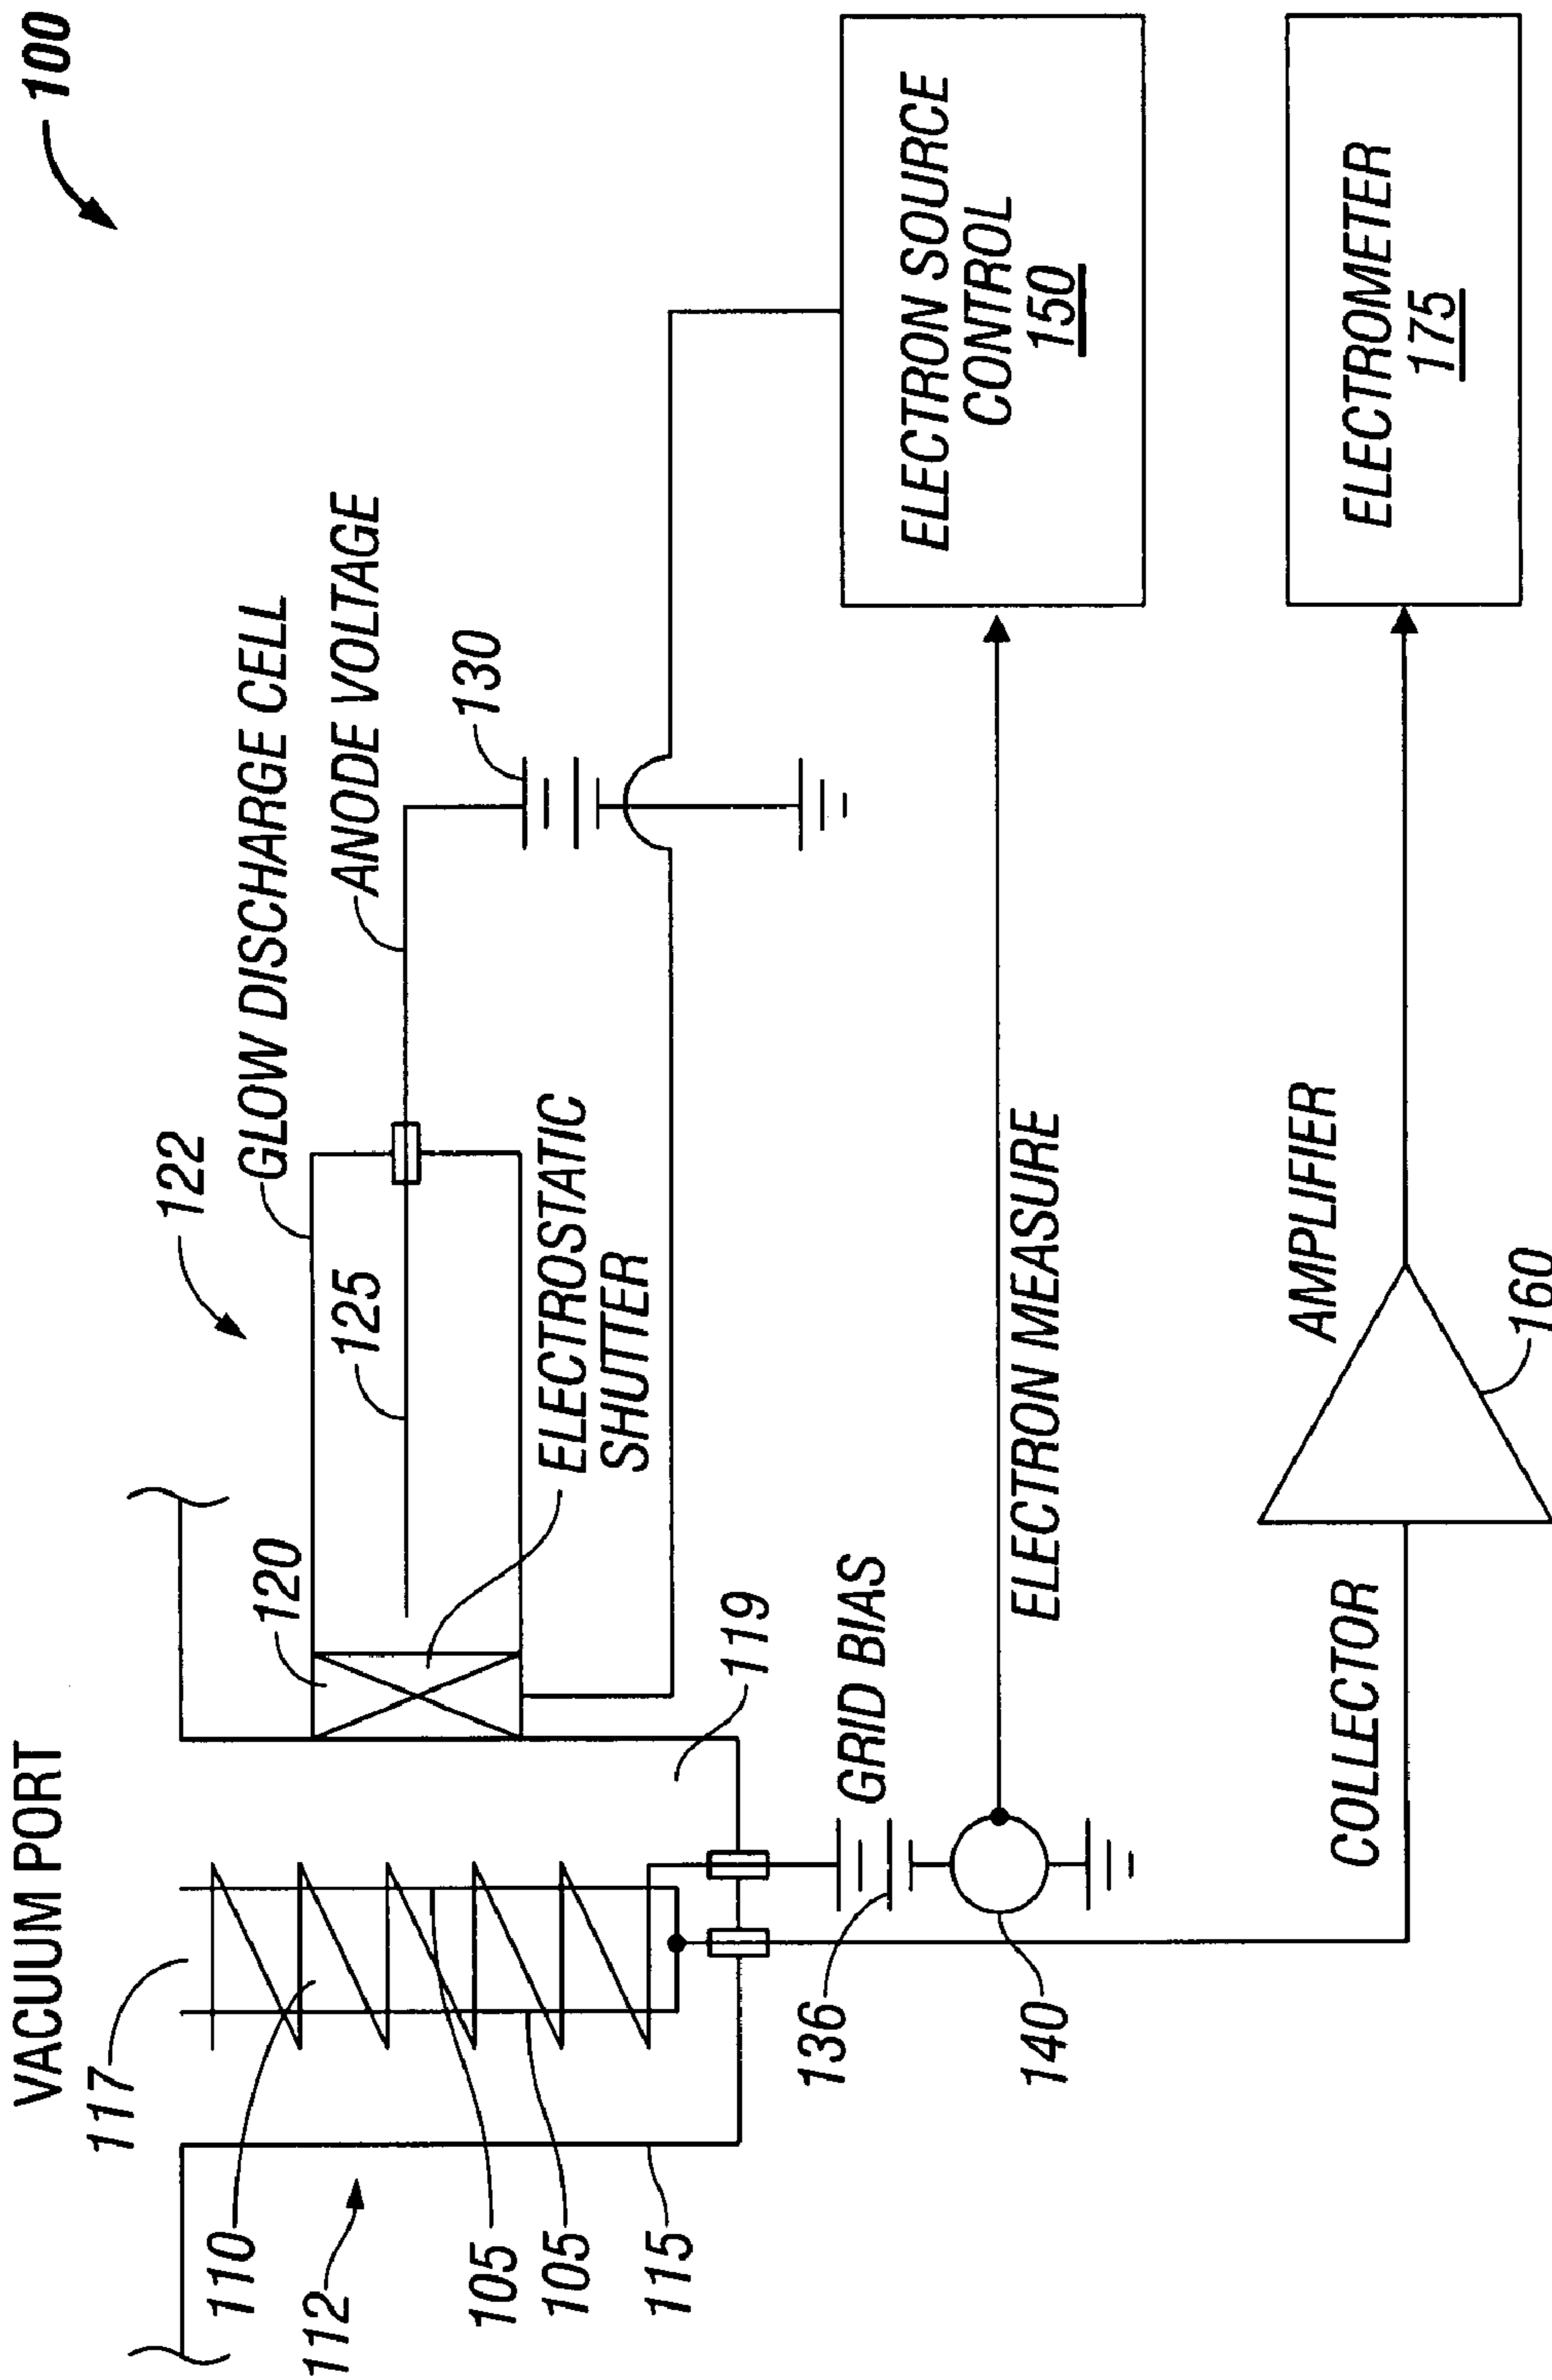 100
VACUUM PORT
117
110
112
105
105
115
119
120
122
GLOW DISCHARGE CELL
125
ANODE VOLTAGE
130
ELECTROSTATIC
SHUTTER
136
GRID BIAS
140
ELECTRON MEASURE
ELECTRON SOURCE
CONTROL
150
COLLECTOR
AMPLIFIER
160
ELECTROMETER
175